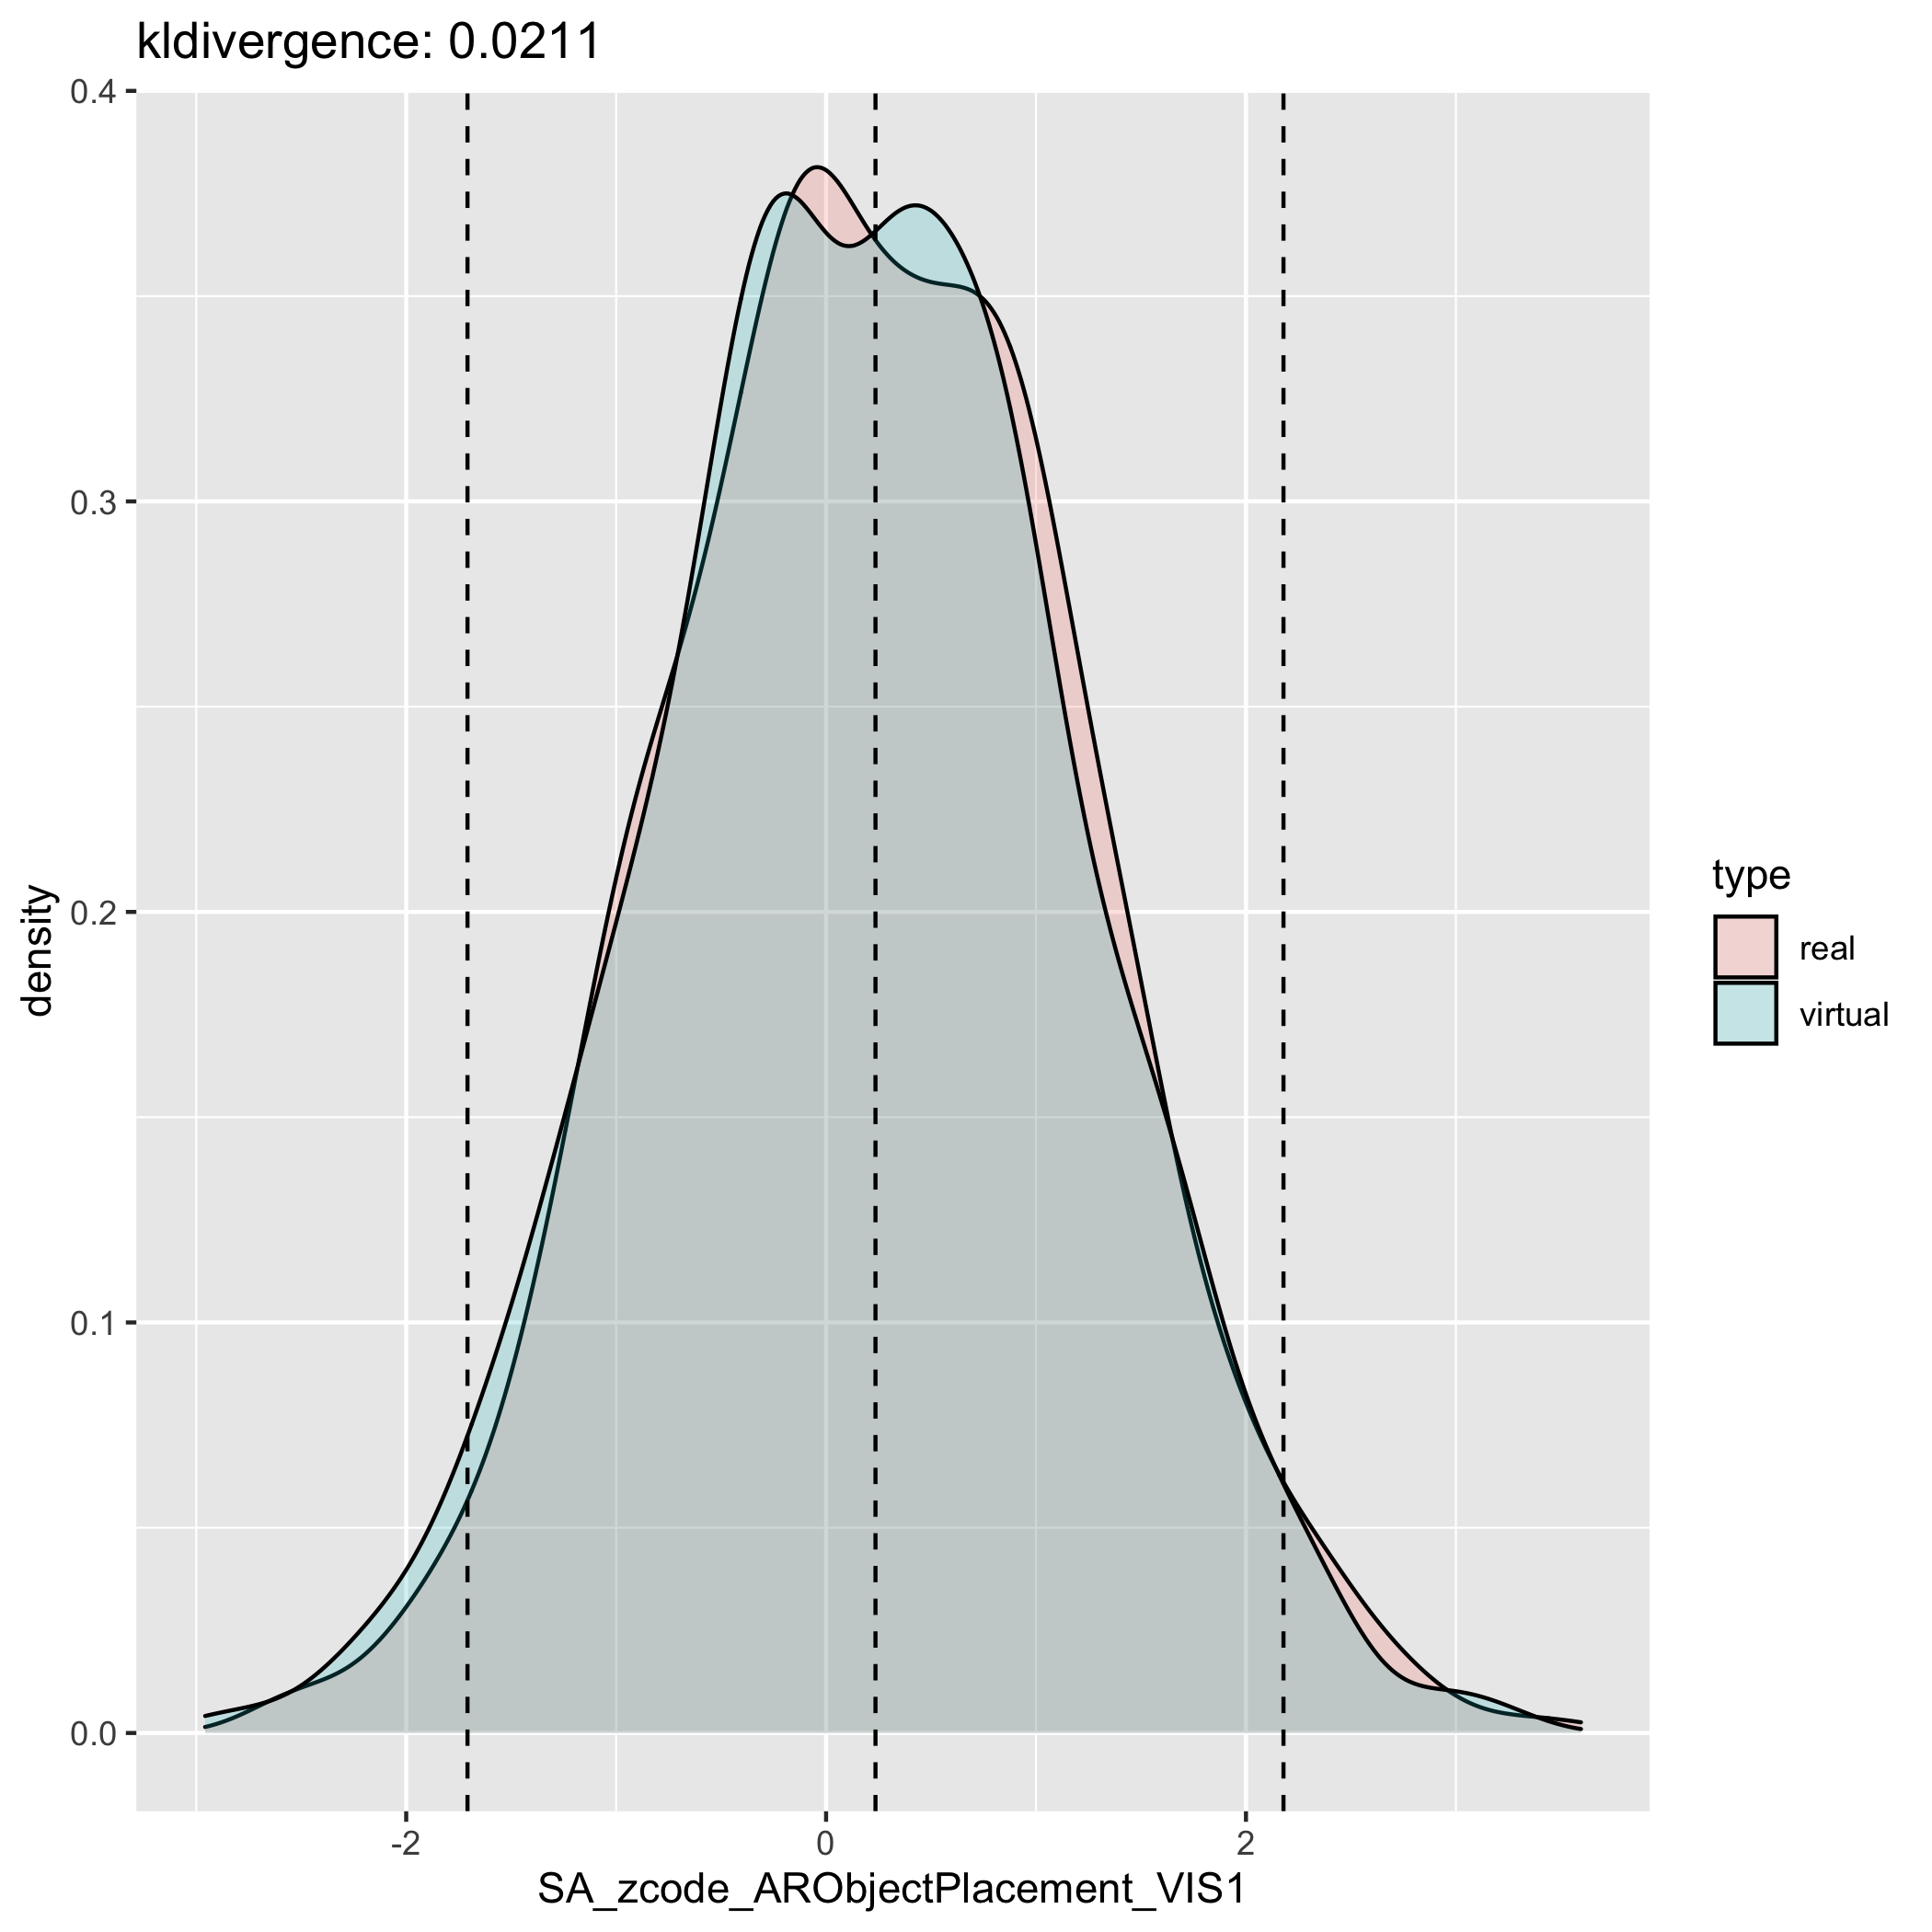 kldivergence: 0.0211
0.4
0.3
0.2
0.1
0.0
density
-2
0
2
SA_zcode_ARObjectPlacement_VIS1
type
real
virtual